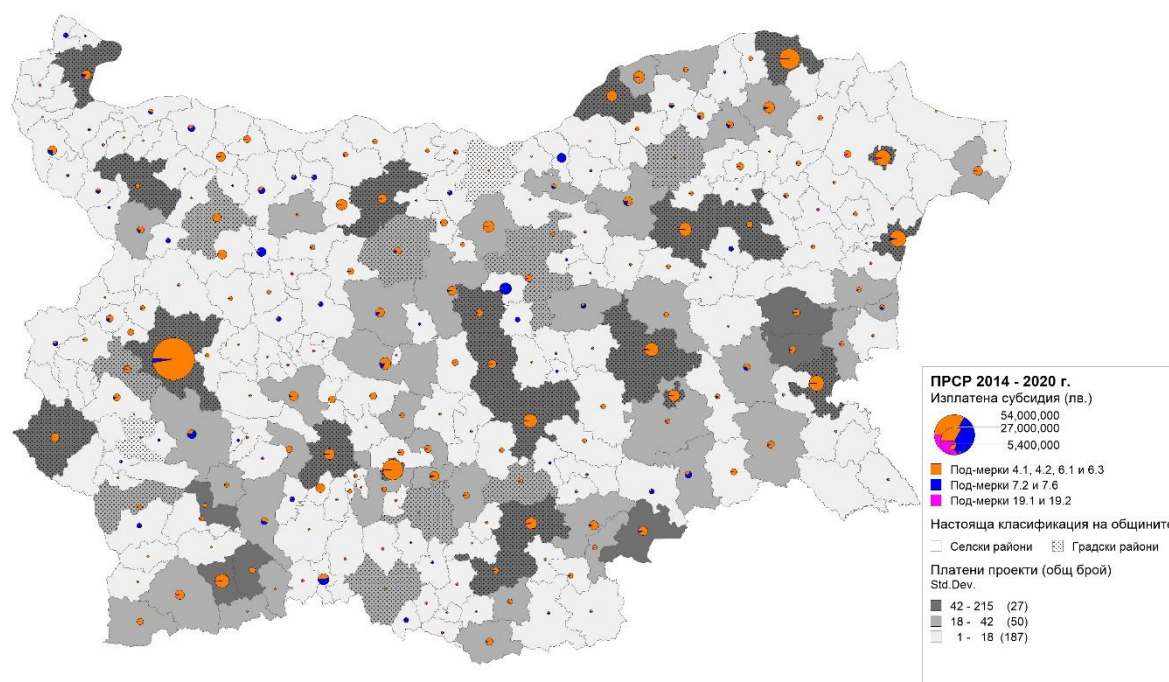 ПРСР 2014 - 2020 г.
Изплатена субсидия (лв.)
54,000,000
27,000,000
5,400,000
Под-мерки 4.1, 4.2, 6.1 и 6.3
Под-мерки 7.2 и 7.6
Под-мерки 19.1 и 19.2
Настояща класификация на общините
Селски райони Градски райони
Платени проекти (общ брой)
Std.Dev.
42 - 215 (27)
18 - 42 (50)
1 - 18 (187)